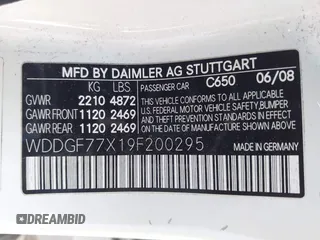 MFD BY DAIMLER AG STUTTGART
KG LBS PASSENGER CAR C650 06/08
GVWR 2210 4872
GAWR FRONT 1120 2469
GAWR REAR 1120 2469
THIS VEHICLE CONFORMS TO ALL APPLICABLE
U.S. FEDERAL MOTOR VEHICLE SAFETY, BUMPER
AND THEFT PREVENTION STANDARDS IN EFFECT
ON THE DATE OF MANUFACTURE SHOWN ABOVE.
WDDGF77X19F200295 MADE IN GERMANY
AUTOBIDMASTER